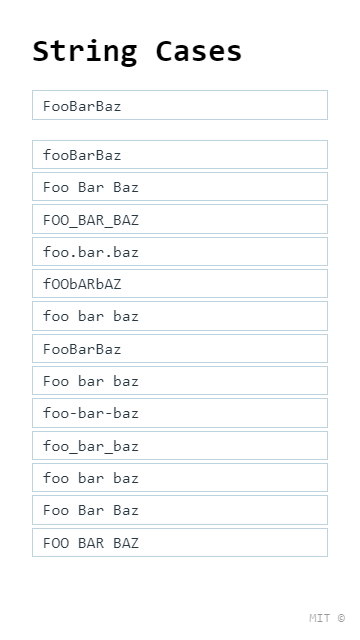 String Cases
FooBarBaz
fooBarBaz
Foo Bar Baz
FOO_BAR_BAZ
foo.bar.baz
fOObARbAZ
foo bar baz
FooBarBaz
Foo bar baz
foo-bar-baz
foo_bar_baz
foo bar baz
Foo Bar Baz
FOO BAR BAZ
MIT ©